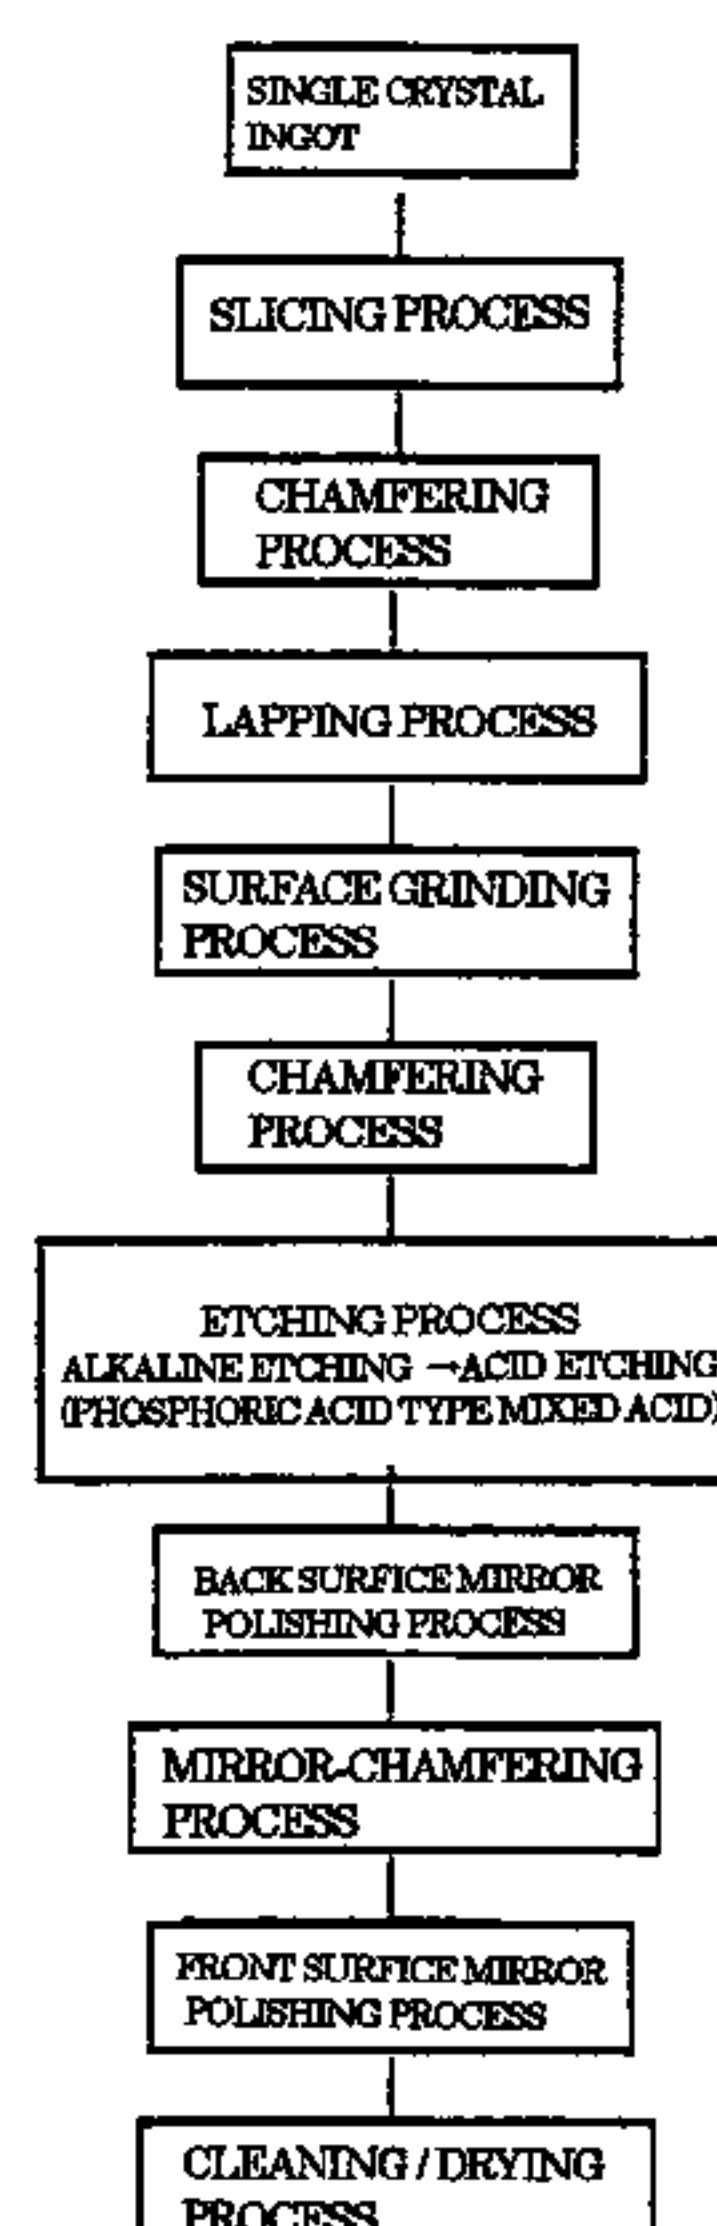 SINGLE CRYSTAL
INGOT
SLICING PROCESS
CHAMFERING
PROCESS
LAPPING PROCESS
SURFACE GRINDING
PROCESS
CHAMFERING
PROCESS
ETCHING PROCESS
ALKALINE ETCHING →ACID ETCHING
(PHOSPHORIC ACID TYPE MIXED ACID)
BACK SURFICE MIRROR
POLISHING PROCESS
MIRROR-CHAMFERING
PROCESS
FRONT SURFICE MIRROR
POLISHING PROCESS
CLEANING / DRYING
PROCESS